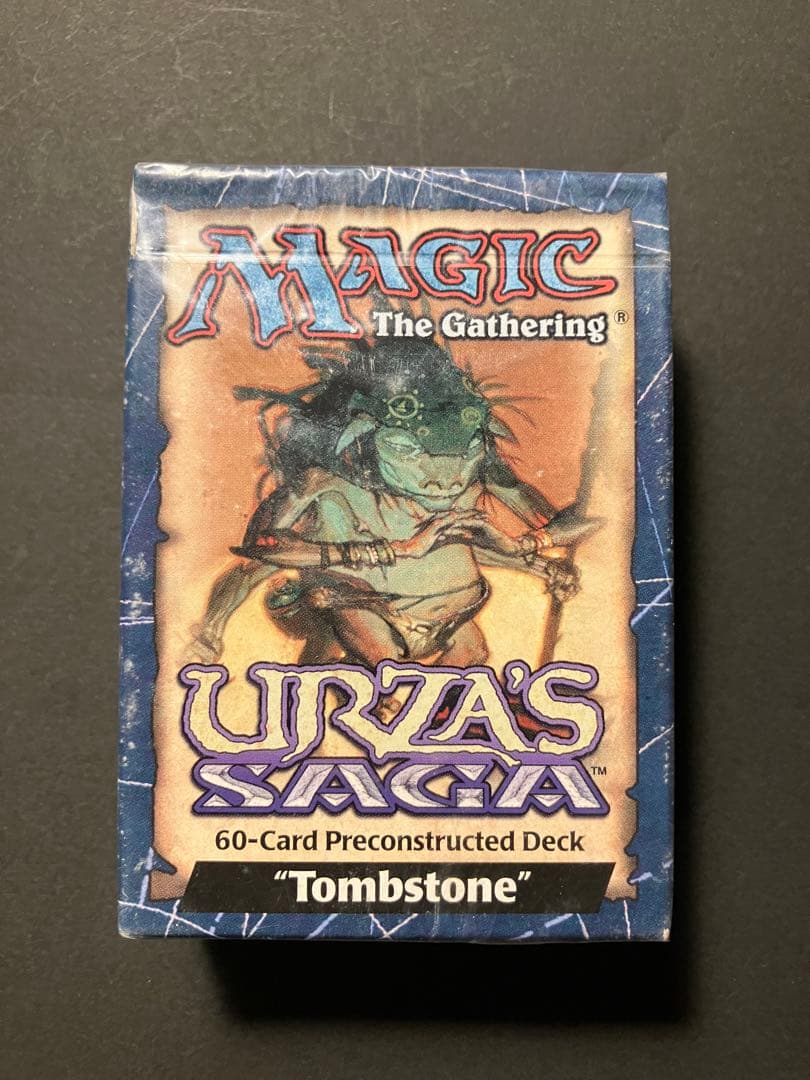 MAGIC
The Gathering®
URZA'S
SAGA™
60-Card Preconstructed Deck
"Tombstone"